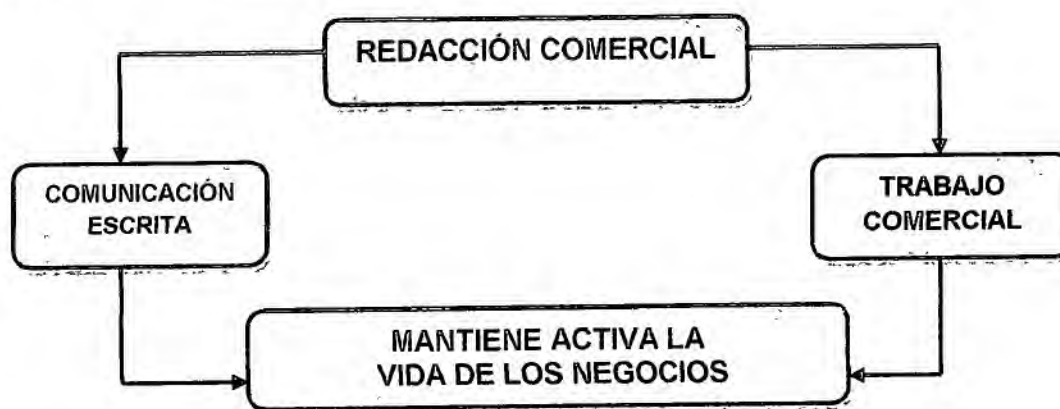 REDACCIÓN COMERCIAL
COMUNICACIÓN
ESCRITA
TRABAJO
COMERCIAL
MANTIENE ACTIVA LA
VIDA DE LOS NEGOCIOS